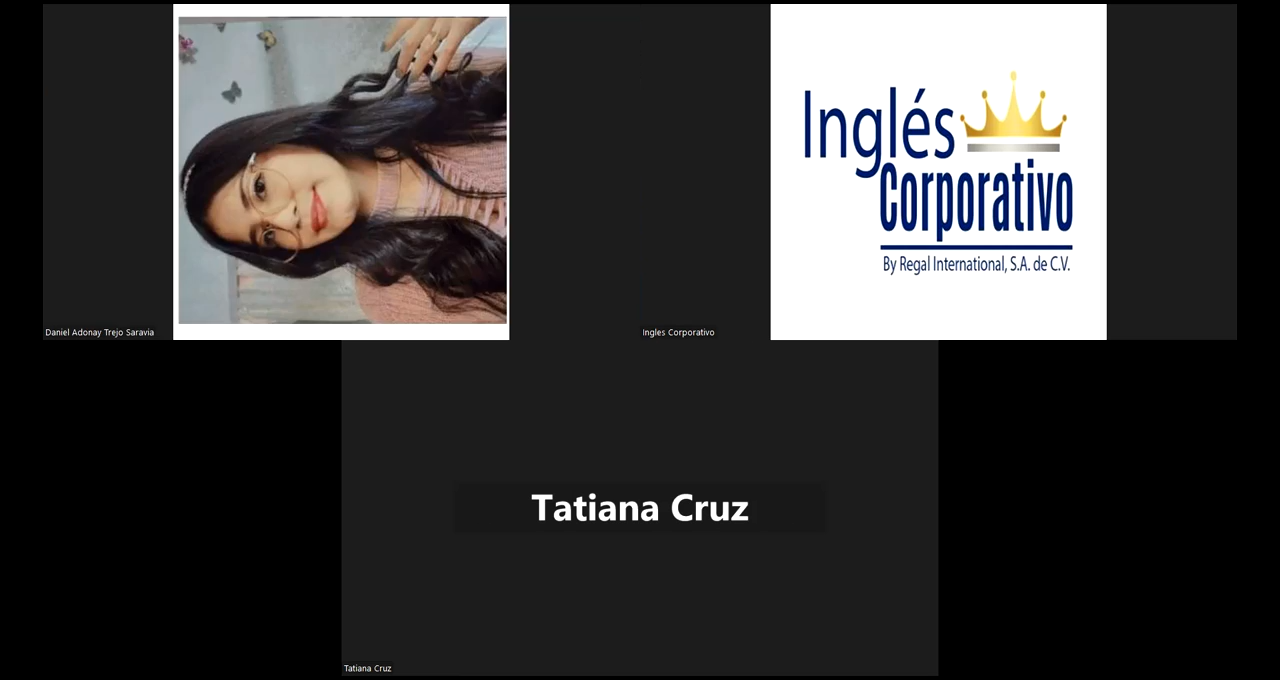 Inglés
Corporativo
By Regal International, S.A. de C.V.
Daniel Adonay Trejo Saravia
Ingles Corporativo
Tatiana Cruz
Tatiana Cruz